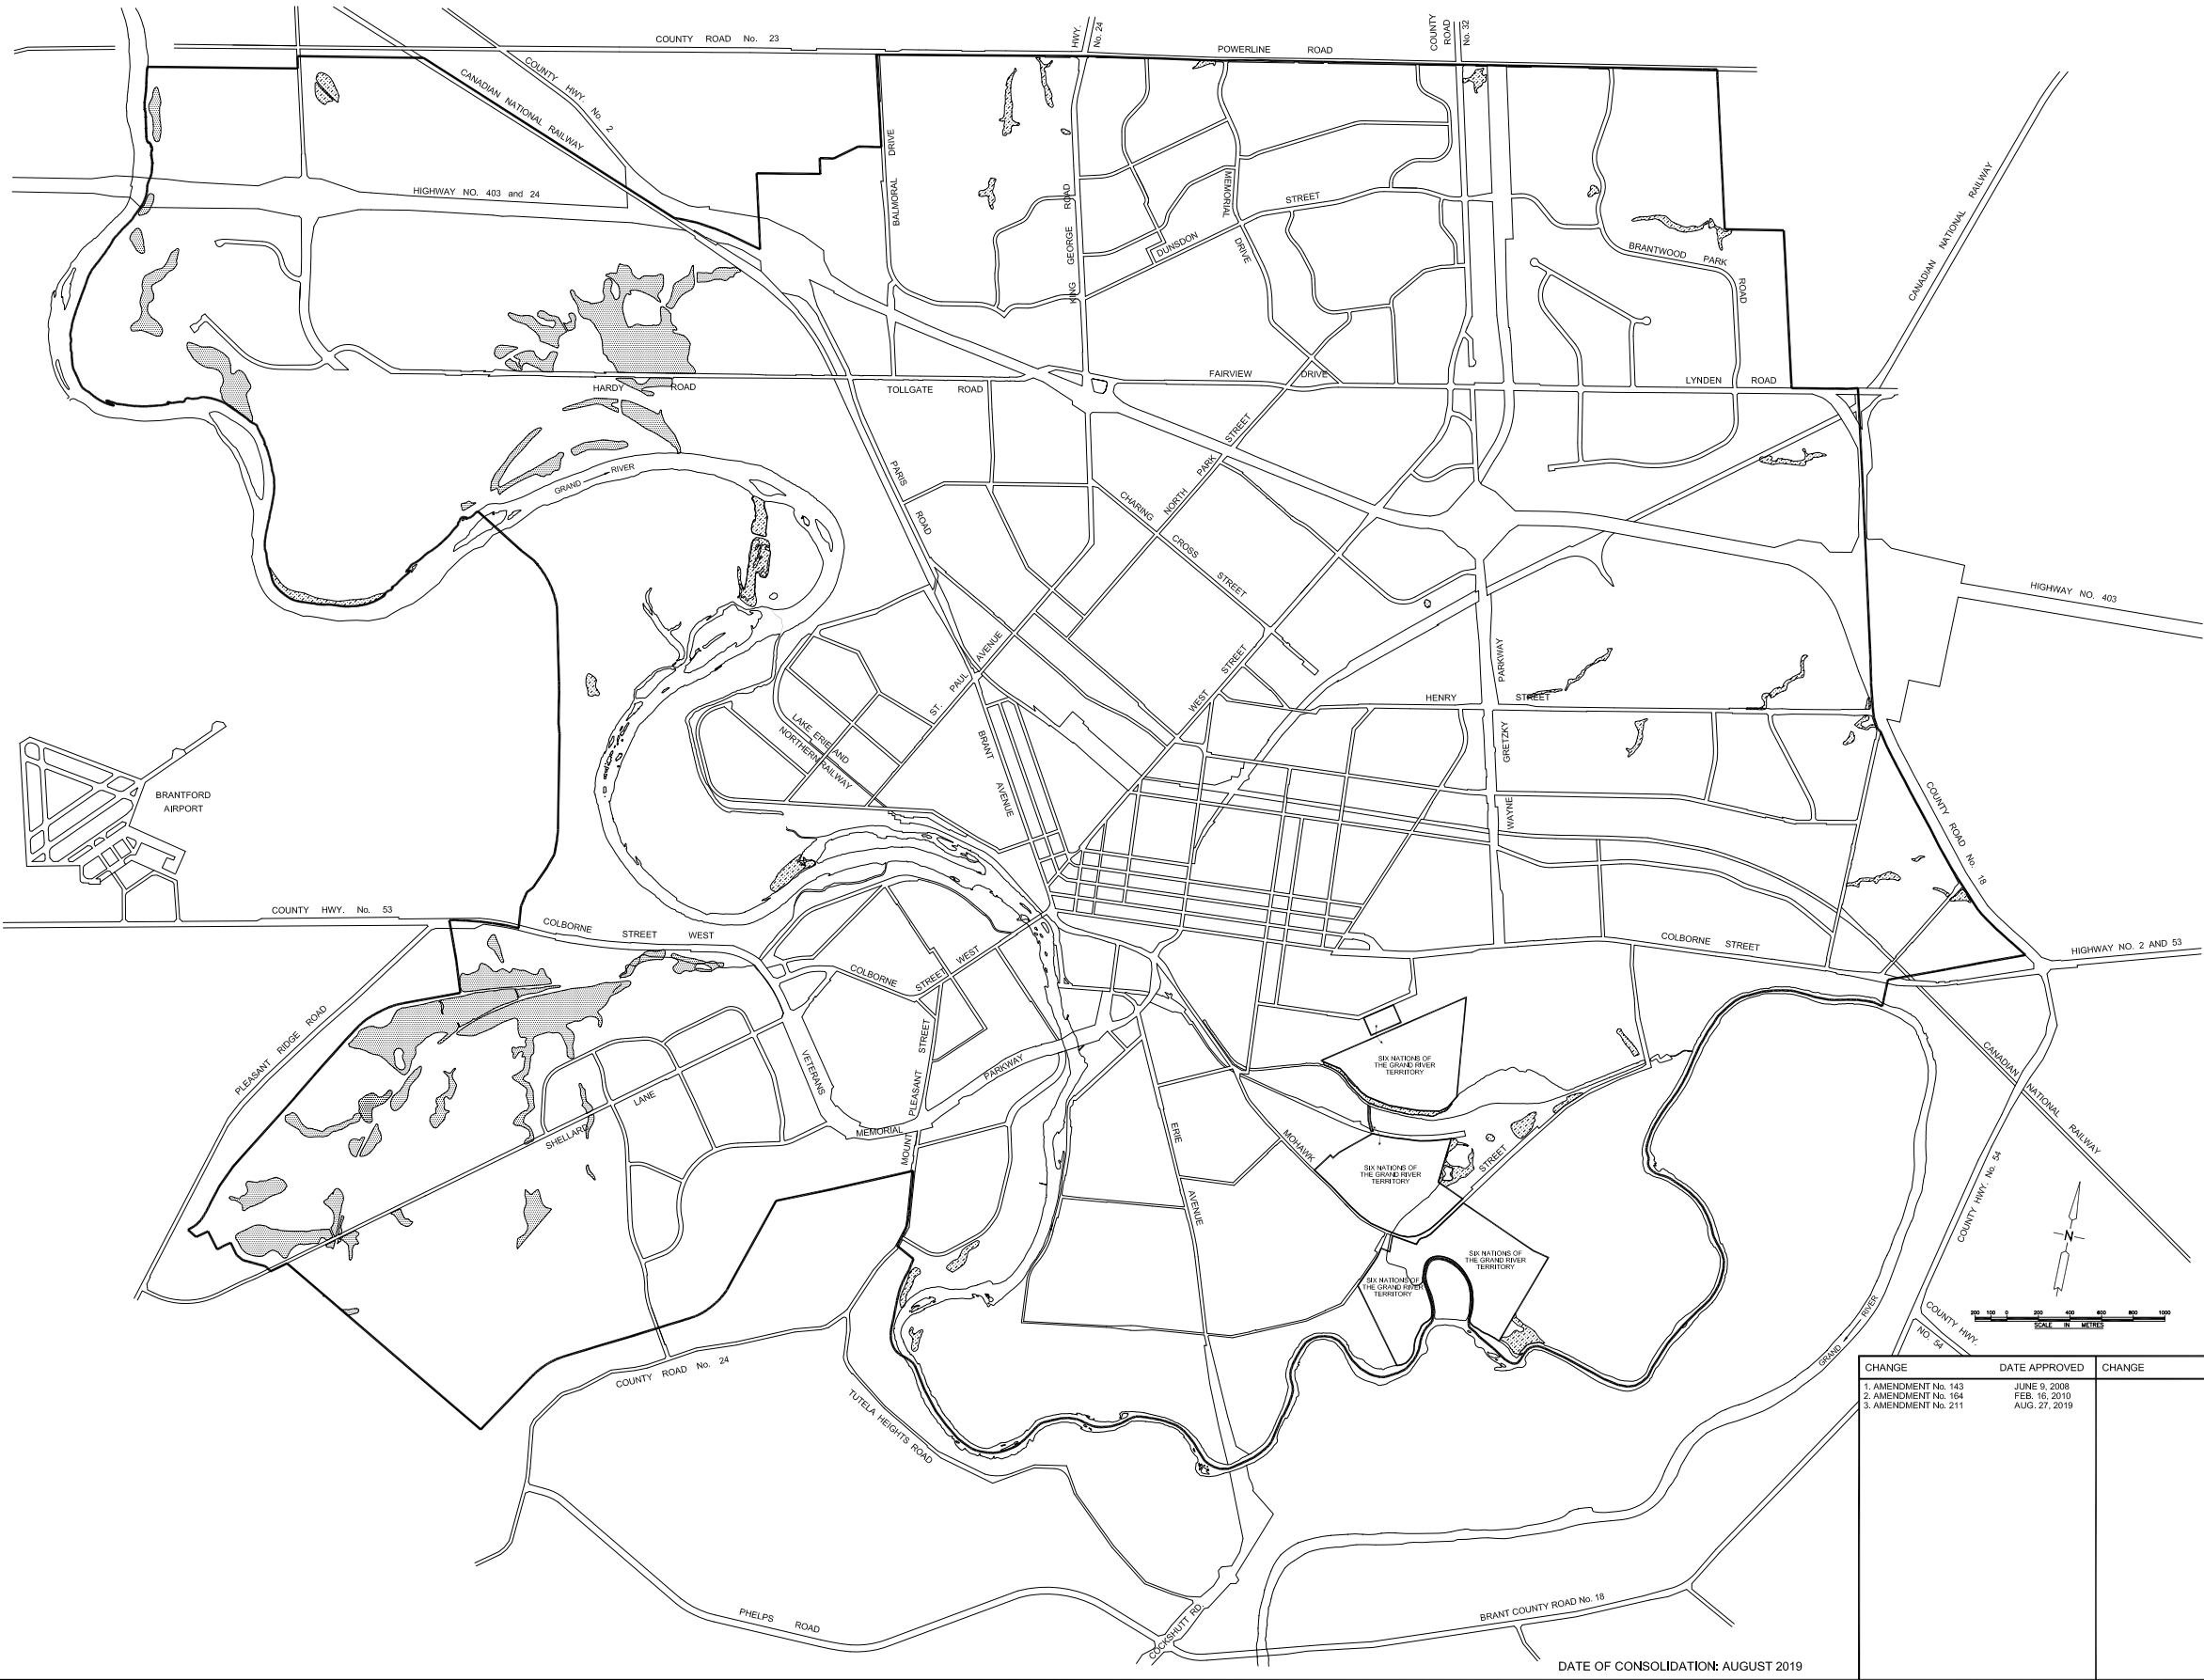 COUNTY ROAD No. 23
HWY. No. 24
COUNTY ROAD No. 32
POWERLINE ROAD
CANADIAN NATIONAL RAILWAY
COUNTY HWY. No. 2
HIGHWAY NO. 403 and 24
BALMORAL DRIVE
KING GEORGE ROAD
MEMORIAL DRIVE
DUNSDON STREET
BRANTWOOD PARK ROAD
CANADIAN NATIONAL RAILWAY
HARDY ROAD
TOLLGATE ROAD
FAIRVIEW DRIVE
LYNDEN ROAD
GRAND RIVER
PARIS ROAD
CHARING CROSS STREET
NORTH PARK STREET
HIGHWAY NO. 403
ST. PAUL AVENUE
WEST STREET
HENRY STREET
WAYNE GRETZKY PARKWAY
LAKE ERIE AND
NORTHERN RAILWAY
BRANT AVENUE
BRANTFORD
AIRPORT
COUNTY ROAD No. 18
COUNTY HWY. No. 53
COLBORNE STREET WEST
COLBORNE STREET WEST
COLBORNE STREET
HIGHWAY NO. 2 AND 53
PLEASANT RIDGE ROAD
VETERANS MEMORIAL PARKWAY
MOUNT PLEASANT STREET
SHELLARD LANE
ERIE AVENUE
MOHAWK STREET
SIX NATIONS OF
THE GRAND RIVER
TERRITORY
SIX NATIONS OF
THE GRAND RIVER
TERRITORY
SIX NATIONS OF
THE GRAND RIVER
TERRITORY
SIX NATIONS OF
THE GRAND RIVER
TERRITORY
CANADIAN NATIONAL RAILWAY
COUNTY HWY. No. 54
N
200 100 0 200 400 600 800 1000
SCALE IN METRES
COUNTY HWY.
NO. 54
GRAND RIVER
COUNTY ROAD No. 24
TUTELA HEIGHTS ROAD
PHELPS ROAD
COCKSHUTT RD.
BRANT COUNTY ROAD No. 18
CHANGE DATE APPROVED CHANGE
1. AMENDMENT No. 143 JUNE 9, 2008
2. AMENDMENT No. 164 FEB. 16, 2010
3. AMENDMENT No. 211 AUG. 27, 2019
DATE OF CONSOLIDATION: AUGUST 2019